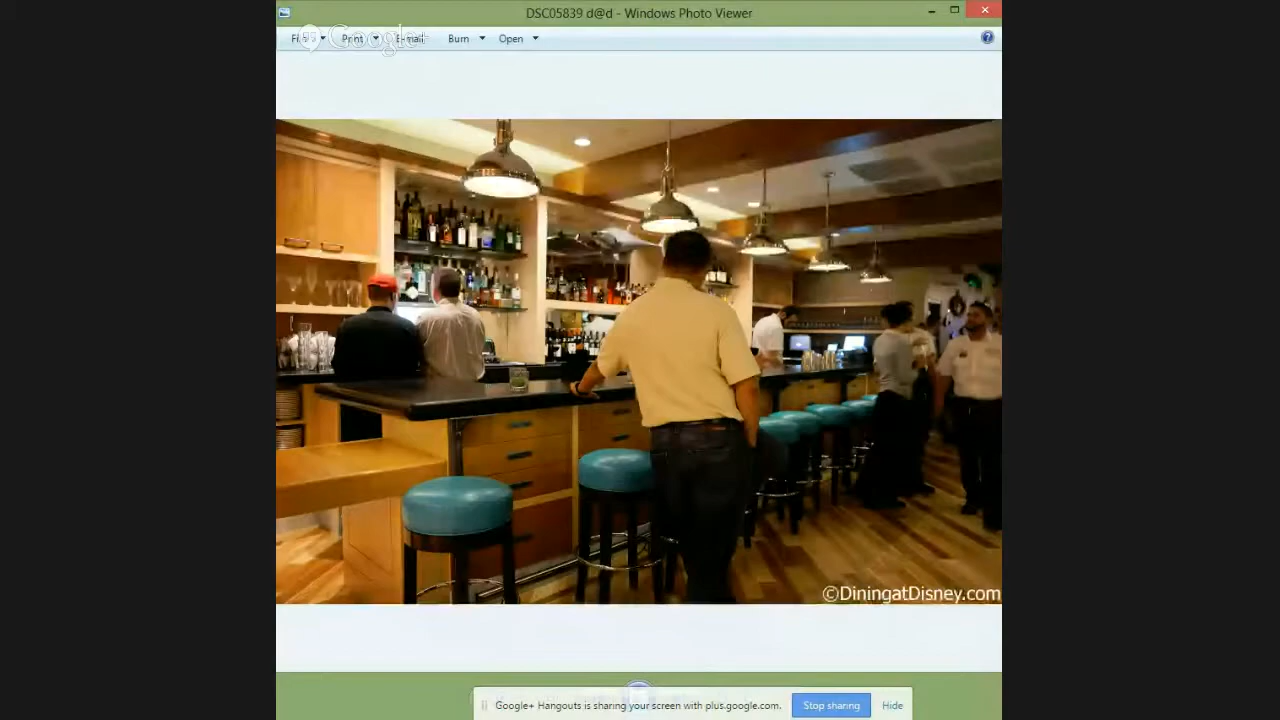 DSC05839 d@d - Windows Photo Viewer
Print E-mail Burn Open
Google+
©DiningatDisney.com
Google+ Hangouts is sharing your screen with plus.google.com. Stop sharing Hide